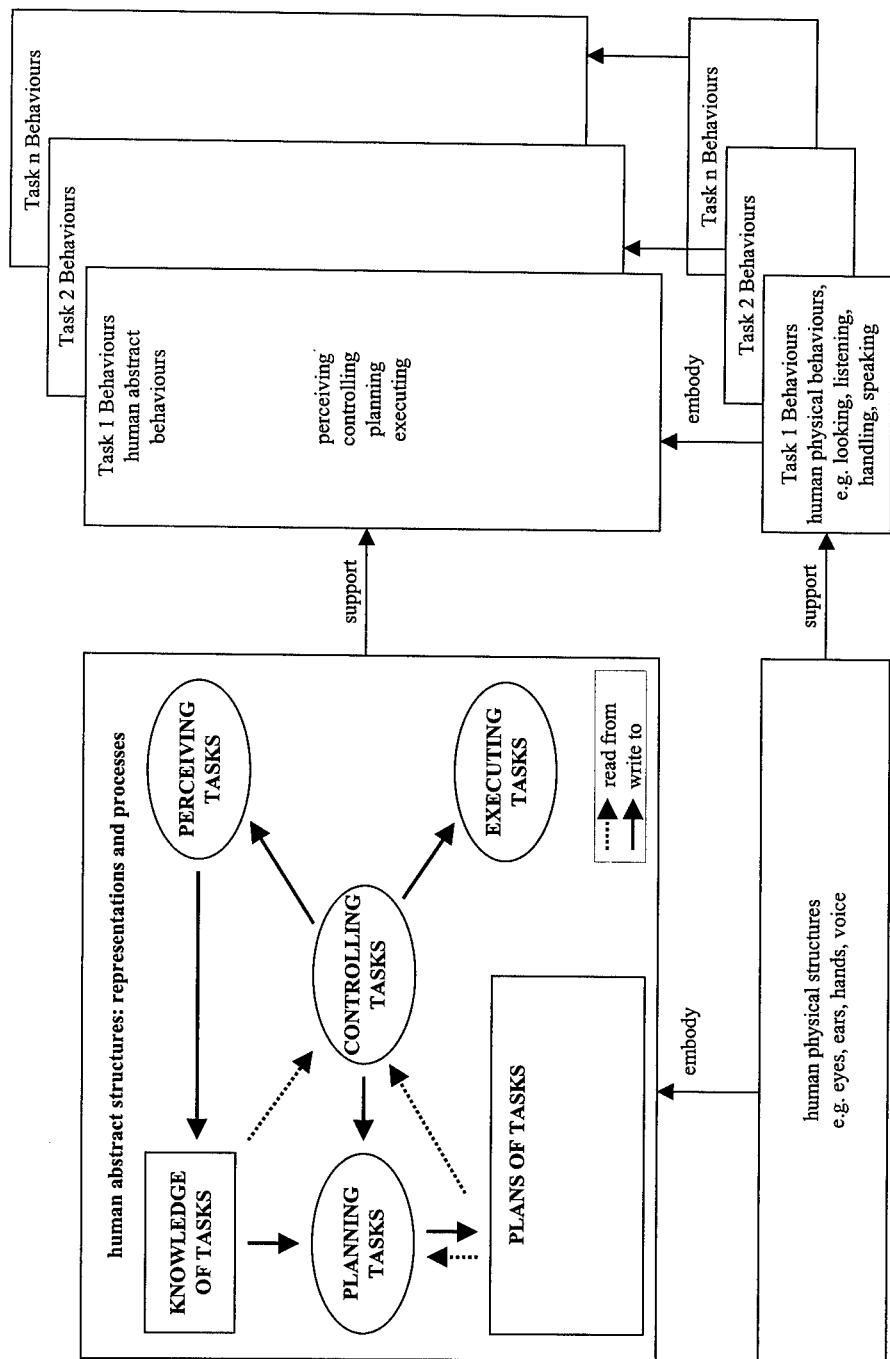 human abstract structures: representations and processes
KNOWLEDGE
OF TASKS
PERCEIVING
TASKS
PLANNING
TASKS
CONTROLLING
TASKS
PLANS OF TASKS
EXECUTING
TASKS
read from
write to
support
Task 1 Behaviours
human abstract
behaviours
perceiving
controlling
planning
executing
Task 2 Behaviours
Task n Behaviours
embody
embody
human physical structures
e.g. eyes, ears, hands, voice
support
Task 1 Behaviours
human physical behaviours,
e.g. looking, listening,
handling, speaking
Task 2 Behaviours
Task n Behaviours